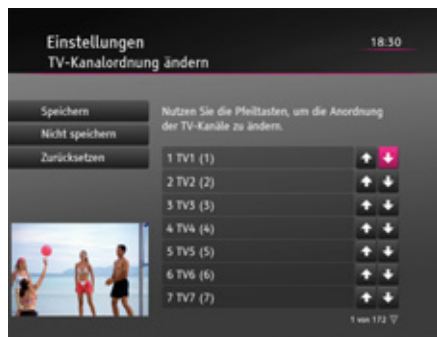 Einstellungen
18:30
TV-Kanalordnung ändern
Speichern
Nicht speichern
Zurücksetzen
Nutzen Sie die Pfeiltasten, um die Anordnung
der TV-Kanäle zu ändern.
1 TV1 (1)
2 TV2 (2)
3 TV3 (3)
4 TV4 (4)
5 TV5 (5)
6 TV6 (6)
7 TV7 (7)
1 von 172